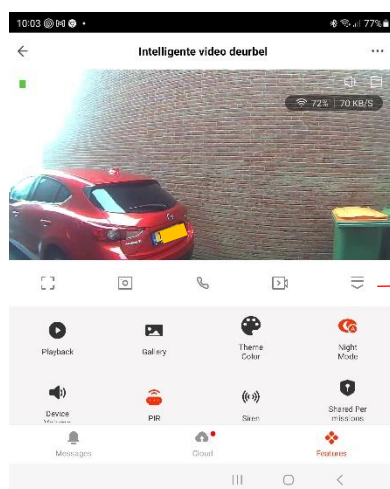 10:03
77%
Intelligente video deurbel
72% 70 KB/S
Playback
Gallery
Theme
Color
Night
Mode
Device
PIR
Siren
Shared Per
missions
Messages
Cloud
Features